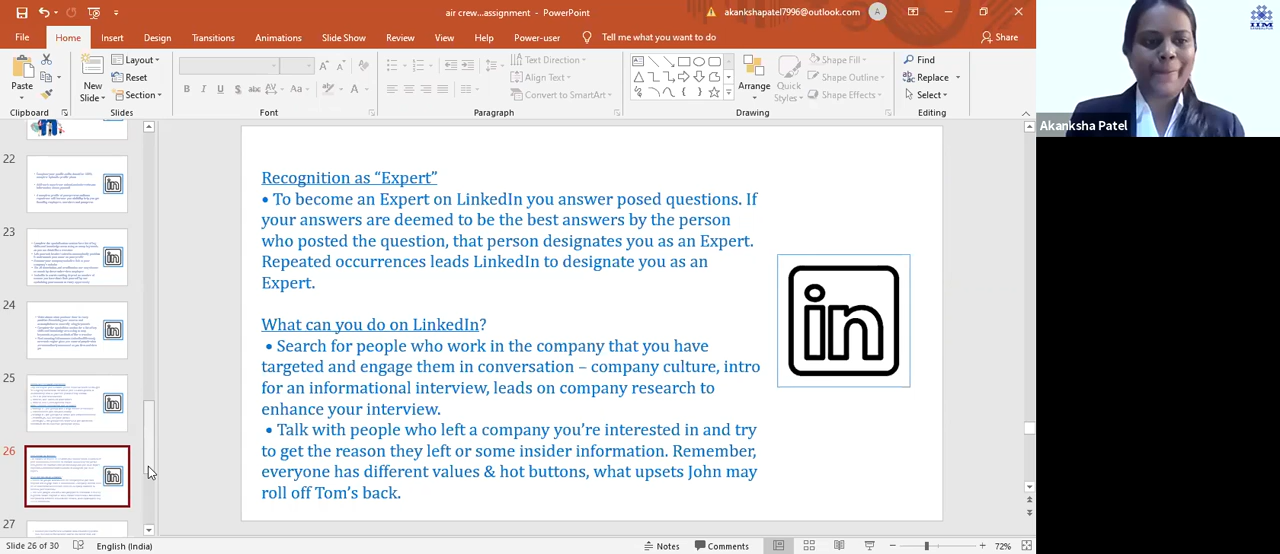 air crew...assignment - PowerPoint
akankshapatel7996@outlook.com
A
File Home Insert Design Transitions Animations Slide Show Review View Help Power-user Tell me what you want to do Share
Paste
Clipboard
New Slide
Layout
Reset
Section
Slides
B I U S abc AV Aa A
Font
Text Direction
Align Text
Convert to SmartArt
Paragraph
Arrange
Quick Styles
Shape Fill
Shape Outline
Shape Effects
Drawing
Find
Replace
Select
Editing
IIM
Akanksha Patel
22
23
24
25
26
27
Recognition as “Expert”
• To become an Expert on LinkedIn you answer posed questions. If
your answers are deemed to be the best answers by the person
who posted the question, that person designates you as an Expert.
Repeated occurrences leads LinkedIn to designate you as an
Expert.
What can you do on LinkedIn?
• Search for people who work in the company that you have
targeted and engage them in conversation – company culture, intro
for an informational interview, leads on company research to
enhance your interview.
• Talk with people who left a company you’re interested in and try
to get the reason they left or some insider information. Remember,
everyone has different values & hot buttons, what upsets John may
roll off Tom’s back.
in
Slide 26 of 30 English (India) Notes Comments 72%